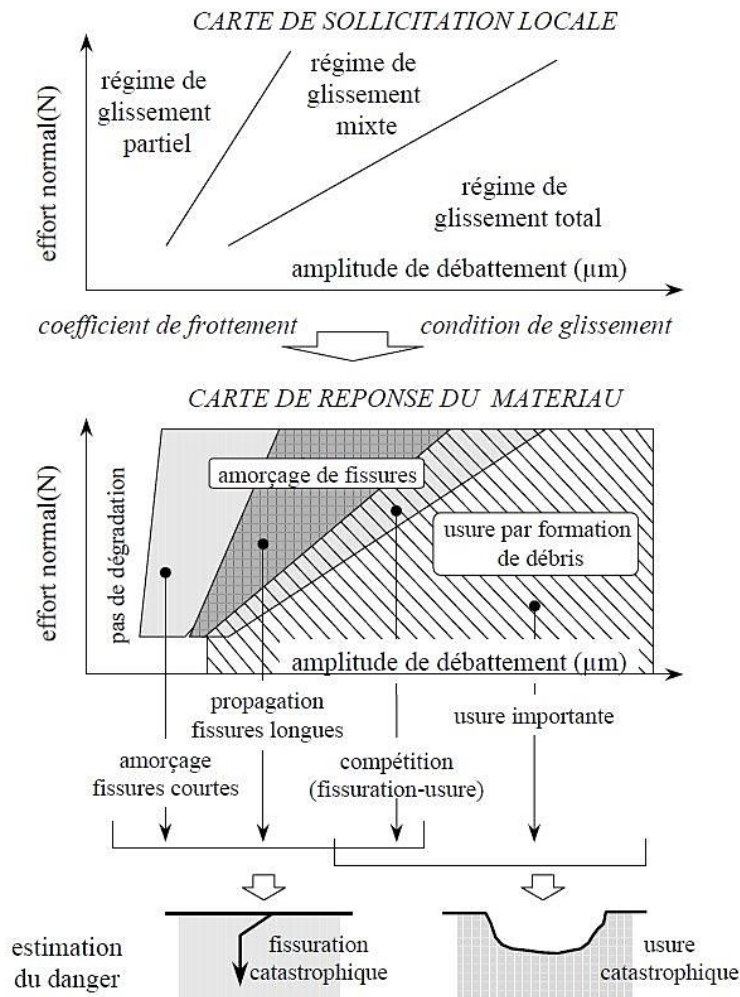 CARTE DE SOLLICITATION LOCALE
effort normal(N)
régime de
glissement
partiel
régime de
glissement
mixte
régime de
glissement total
amplitude de débattement (µm)
coefficient de frottement
condition de glissement
CARTE DE REPONSE DU MATERIAU
effort normal(N)
pas de dégradation
amorçage de fissures
usure par formation
de débris
amplitude de débattement (µm)
propagation
fissures longues
usure importante
amorçage
fissures courtes
compétition
(fissuration-usure)
estimation
du danger
fissuration
catastrophique
usure
catastrophique